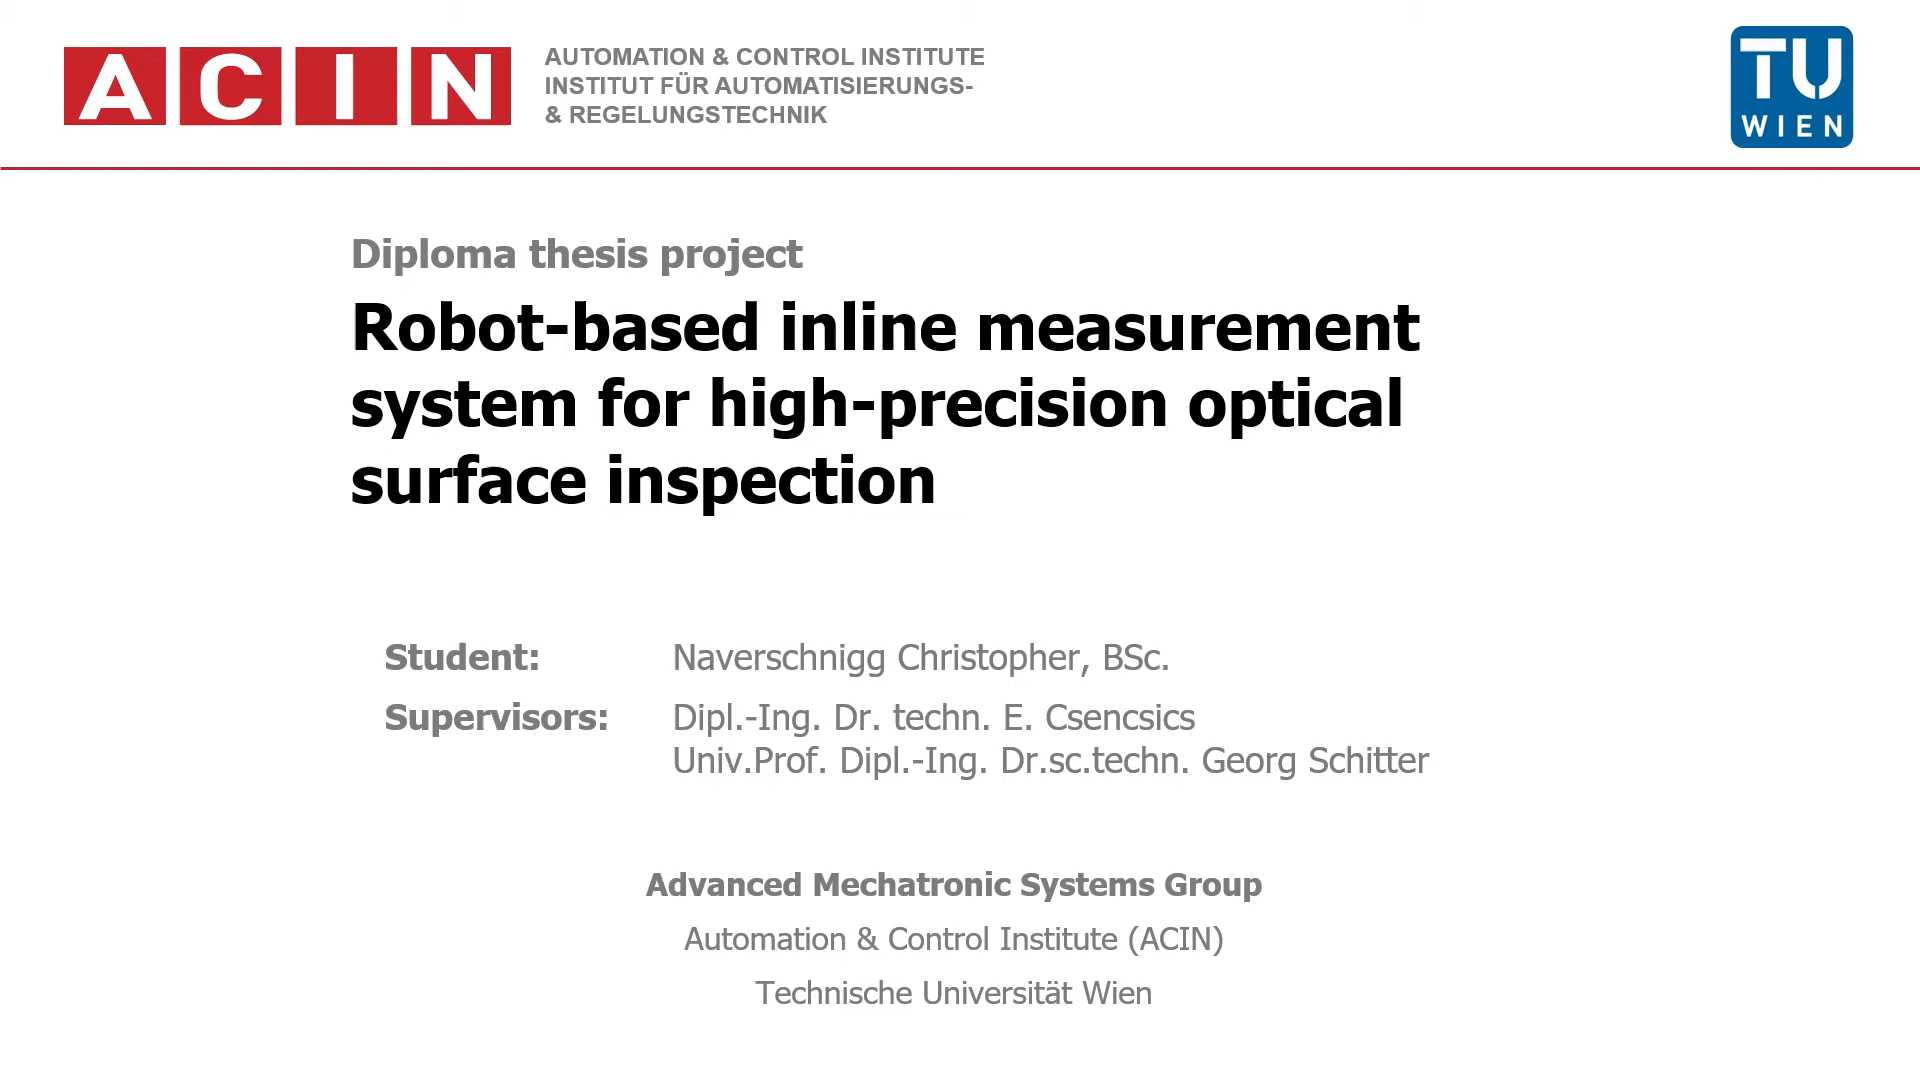 ACIN
AUTOMATION & CONTROL INSTITUTE
INSTITUT FÜR AUTOMATISIERUNGS-
& REGELUNGSTECHNIK
TU
WIEN
Diploma thesis project
Robot-based inline measurement
system for high-precision optical
surface inspection
Student: Naverschnigg Christopher, BSc.
Supervisors: Dipl.-Ing. Dr. techn. E. Csencsics
Univ.Prof. Dipl.-Ing. Dr.sc.techn. Georg Schitter
Advanced Mechatronic Systems Group
Automation & Control Institute (ACIN)
Technische Universität Wien